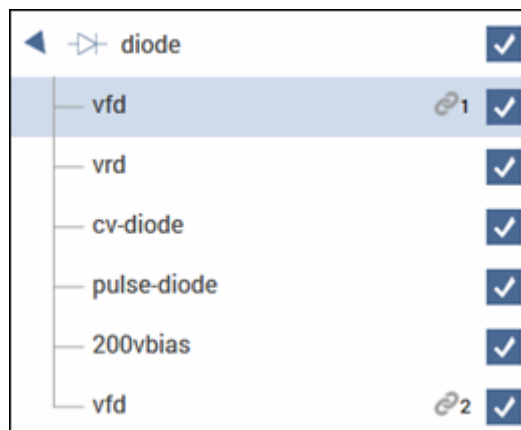 diode
vfd 1
vrd
cv-diode
pulse-diode
200vbias
vfd 2